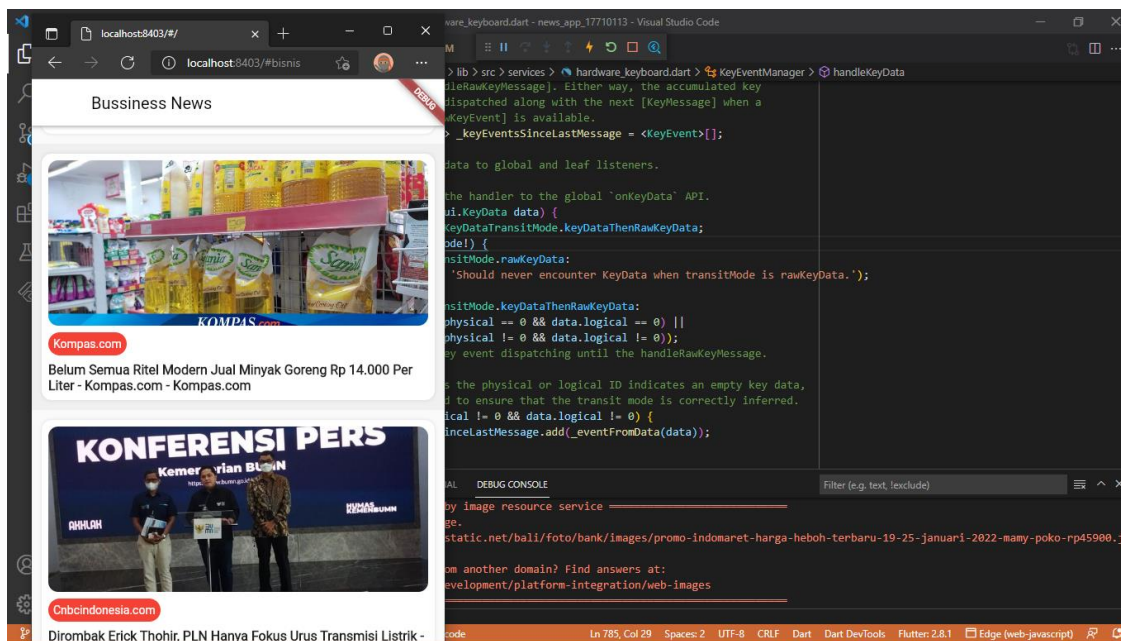 localhost:8403/#/
localhost:8403/#bisnis
Bussiness News
DEBUG
KOMPAS.com
Kompas.com
Belum Semua Ritel Modern Jual Minyak Goreng Rp 14.000 Per
Liter - Kompas.com - Kompas.com
KONFERENSI PERS
Kementerian BUMN
AKHLAK
HUMAS
KEMENBUMN
Cnbcindonesia.com
Dirombak Erick Thohir, PLN Hanya Fokus Urus Transmisi Listrik -
ware_keyboard.dart - news_app_17710113 - Visual Studio Code
> lib > src > services > hardware_keyboard.dart > KeyEventManager > handleKeyData
dleRawKeyMessage]. Either way, the accumulated key
dispatched along with the next [KeyMessage] when a
wKeyEvent] is available.
> _keyEventsSinceLastMessage = <KeyEvent>[];
data to global and leaf listeners.
the handler to the global `onKeyData` API.
ui.KeyData data) {
KeyDataTransitMode.keyDataThenRawKeyData;
ode!) {
nsitMode.rawKeyData:
'Should never encounter KeyData when transitMode is rawKeyData.');
nsitMode.keyDataThenRawKeyData:
physical == 0 && data.logical == 0) ||
physical != 0 && data.logical != 0));
ey event dispatching until the handleRawKeyMessage.
s the physical or logical ID indicates an empty key data,
d to ensure that the transit mode is correctly inferred.
ical != 0 && data.logical != 0) {
inceLastMessage.add(_eventFromData(data));
AL DEBUG CONSOLE
Filter (e.g. text, !exclude)
by image resource service
ge.
static.net/bali/foto/bank/images/promo-indomaret-harga-heboh-terbaru-19-25-januari-2022-mamy-poko-rp45900.j
om another domain? Find answers at:
evelopment/platform-integration/web-images
code
Ln 785, Col 29 Spaces: 2 UTF-8 CRLF Dart Dart DevTools Flutter: 2.8.1 Edge (web-javascript)